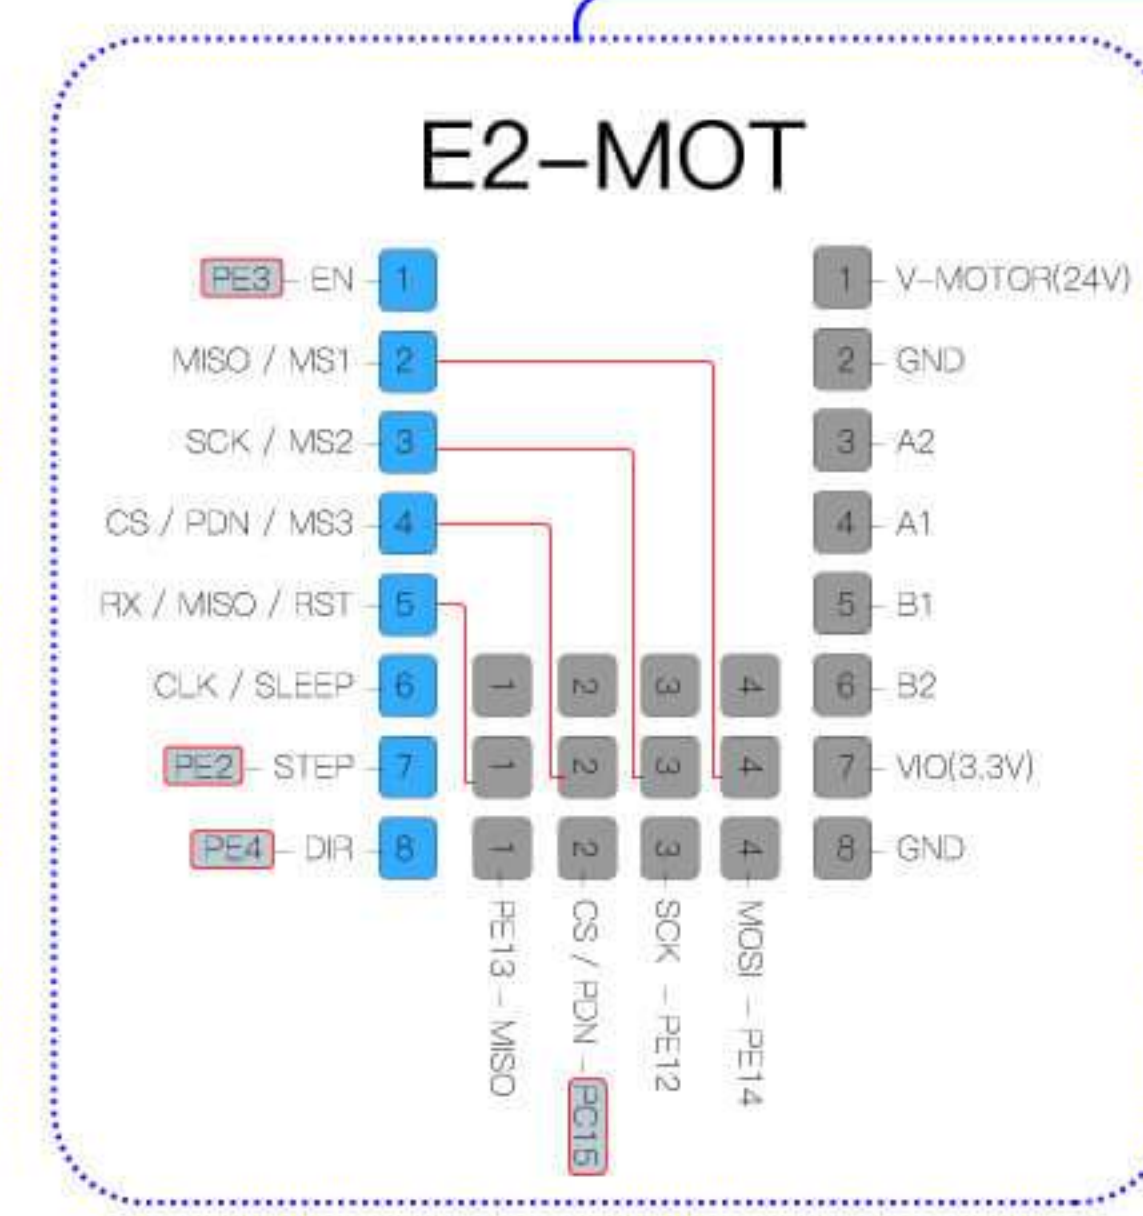 E2-MOT
PE3 - EN - 1
MISO / MS1 - 2
SCK / MS2 - 3
CS / PDN / MS3 - 4
RX / MISO / RST - 5
CLK / SLEEP - 6
PE2 - STEP - 7
PE4 - DIR - 8
1 2 3 4
1 2 3 4
1 2 3 4
PE13 - MISO
CS / PDN - PC15
SCK - PE12
MOSI - PE14
1 - V-MOTOR(24V)
2 - GND
3 - A2
4 - A1
5 - B1
6 - B2
7 - VIO(3.3V)
8 - GND